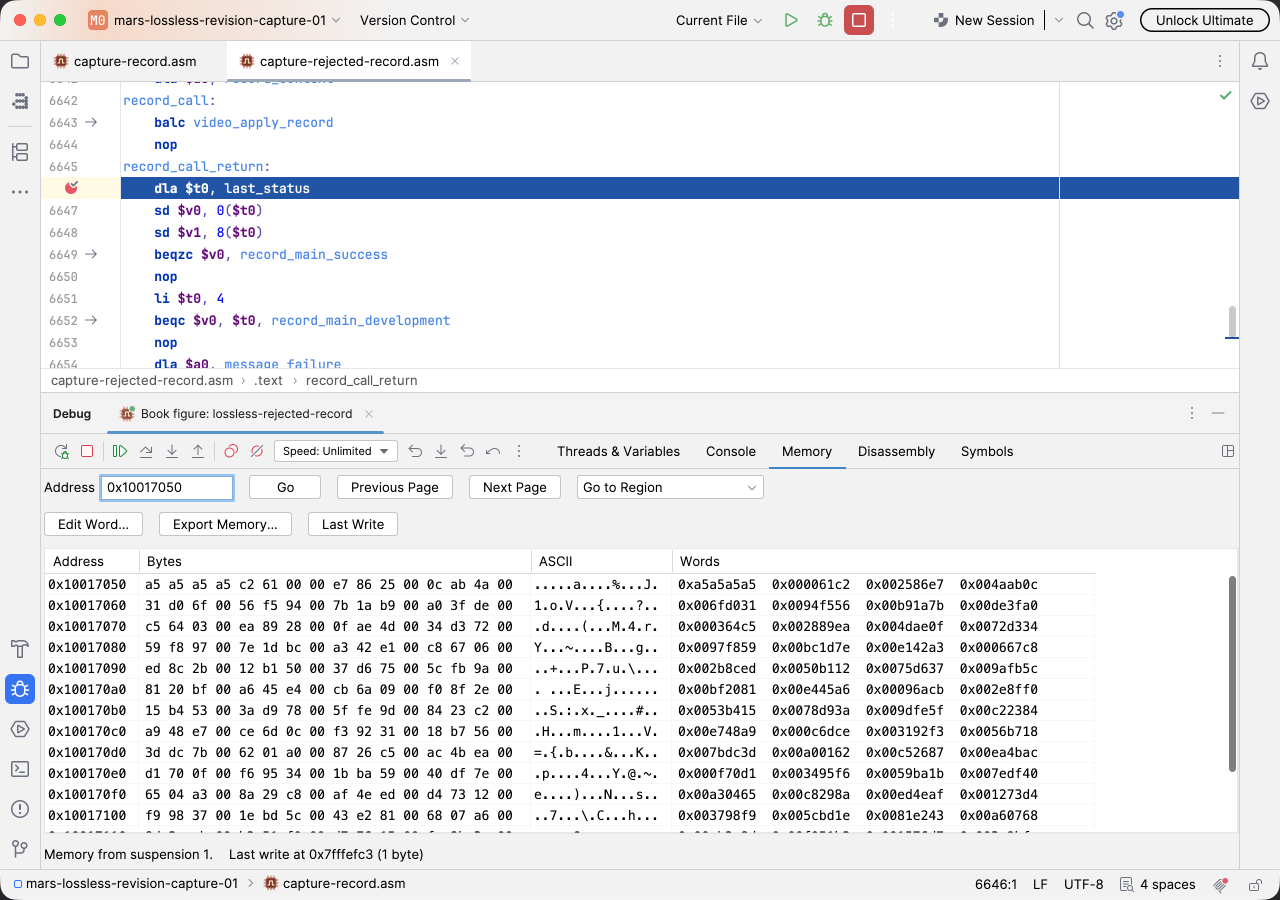 M0 mars-lossless-revision-capture-01 Version Control Current File New Session Unlock Ultimate
capture-record.asm capture-rejected-record.asm
6642 record_call:
6643 balc video_apply_record
6644 nop
6645 record_call_return:
dla $t0, last_status
6647 sd $v0, 0($t0)
6648 sd $v1, 8($t0)
6649 beqzc $v0, record_main_success
6650 nop
6651 li $t0, 4
6652 beqc $v0, $t0, record_main_development
6653 nop
6654 dla $a0, message_failure
capture-rejected-record.asm › .text › record_call_return
Debug Book figure: lossless-rejected-record
Speed: Unlimited Threads & Variables Console Memory Disassembly Symbols
Address 0x10017050 Go Previous Page Next Page Go to Region
Edit Word... Export Memory... Last Write
Address Bytes ASCII Words
0x10017050 a5 a5 a5 a5 c2 61 00 00 e7 86 25 00 0c ab 4a 00 .....a....%...J. 0xa5a5a5a5 0x000061c2 0x002586e7 0x004aab0c
0x10017060 31 d0 6f 00 56 f5 94 00 7b 1a b9 00 a0 3f de 00 1.o.V...{....?.. 0x006fd031 0x0094f556 0x00b91a7b 0x00de3fa0
0x10017070 c5 64 03 00 ea 89 28 00 0f ae 4d 00 34 d3 72 00 .d....(...M.4.r. 0x000364c5 0x002889ea 0x004dae0f 0x0072d334
0x10017080 59 f8 97 00 7e 1d bc 00 a3 42 e1 00 c8 67 06 00 Y...~....B...g.. 0x0097f859 0x00bc1d7e 0x00e142a3 0x000667c8
0x10017090 ed 8c 2b 00 12 b1 50 00 37 d6 75 00 5c fb 9a 00 ..+...P.7.u.\... 0x002b8ced 0x0050b112 0x0075d637 0x009afb5c
0x100170a0 81 20 bf 00 a6 45 e4 00 cb 6a 09 00 f0 8f 2e 00 . ...E...j...... 0x00bf2081 0x00e445a6 0x00096acb 0x002e8ff0
0x100170b0 15 b4 53 00 3a d9 78 00 5f fe 9d 00 84 23 c2 00 ..S.:.x._....#.. 0x0053b415 0x0078d93a 0x009dfe5f 0x00c22384
0x100170c0 a9 48 e7 00 ce 6d 0c 00 f3 92 31 00 18 b7 56 00 .H...m....1...V. 0x00e748a9 0x000c6dce 0x003192f3 0x0056b718
0x100170d0 3d dc 7b 00 62 01 a0 00 87 26 c5 00 ac 4b ea 00 =.{.b....&...K.. 0x007bdc3d 0x00a00162 0x00c52687 0x00ea4bac
0x100170e0 d1 70 0f 00 f6 95 34 00 1b ba 59 00 40 df 7e 00 .p....4...Y.@.~. 0x000f70d1 0x003495f6 0x0059ba1b 0x007edf40
0x100170f0 65 04 a3 00 8a 29 c8 00 af 4e ed 00 d4 73 12 00 e....)...N...s.. 0x00a30465 0x00c8298a 0x00ed4eaf 0x001273d4
0x10017100 f9 98 37 00 1e bd 5c 00 43 e2 81 00 68 07 a6 00 ..7...\.C...h... 0x003798f9 0x005cbd1e 0x0081e243 0x00a60768
Memory from suspension 1. Last write at 0x7fffefc3 (1 byte)
mars-lossless-revision-capture-01 › capture-record.asm 6646:1 LF UTF-8 4 spaces